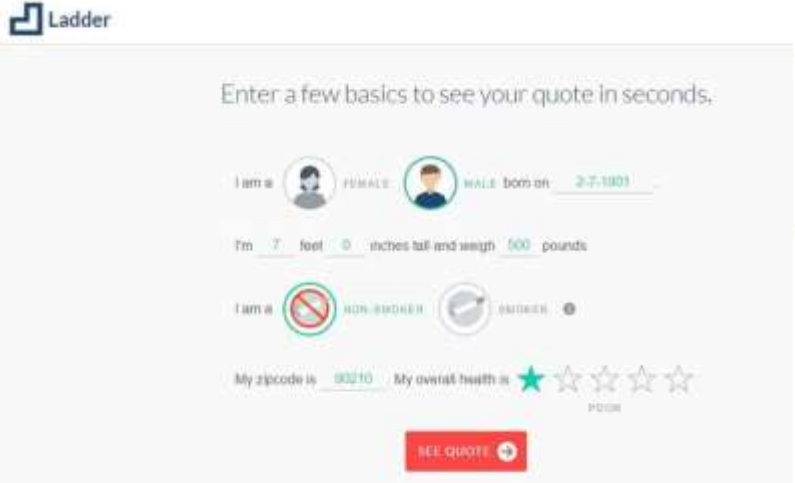 Ladder
Enter a few basics to see your quote in seconds.
I am a FEMALE MALE born on 2-7-1901 .
I'm 7 feet 0 inches tall and weigh 500 pounds
I am a NON-SMOKER SMOKER
My zipcode is 90210 My overall health is
POOR
SEE QUOTE